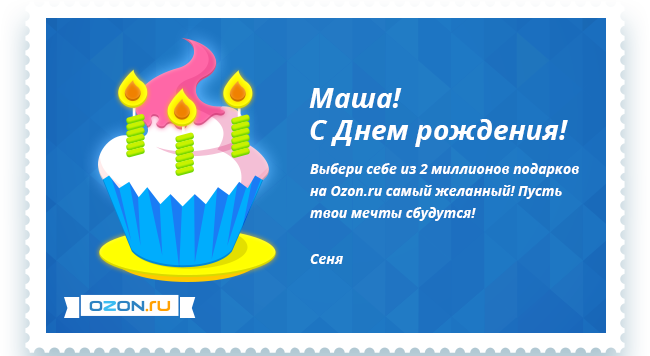 Маша!
С Днем рождения!
Выбери себе из 2 миллионов подарков
на Ozon.ru самый желанный! Пусть
твои мечты сбудутся!
Сеня
OZON.RU